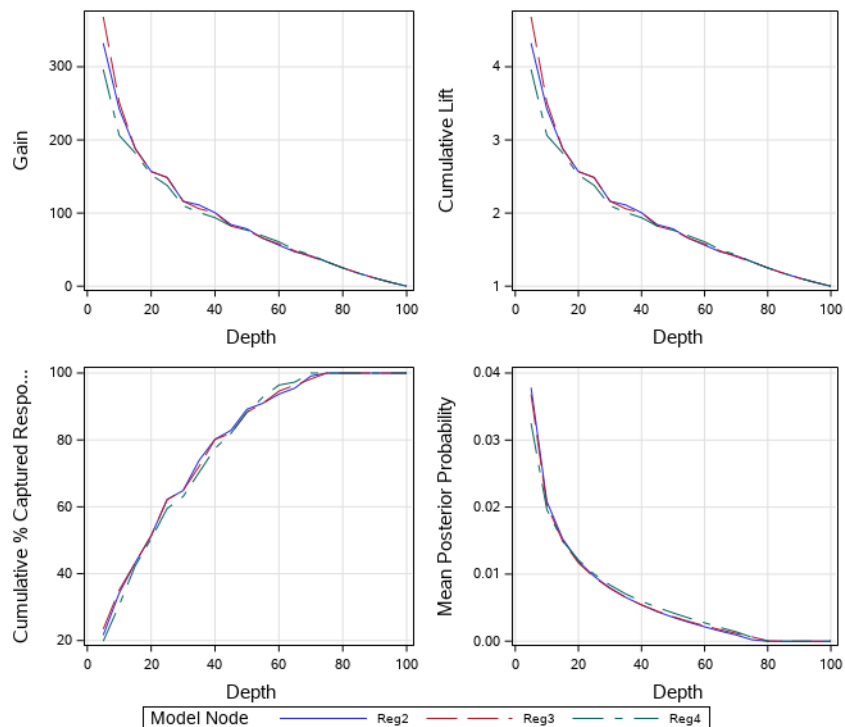 Gain
300
200
100
0
0 20 40 60 80 100
Depth
Cumulative Lift
4
3
2
1
0 20 40 60 80 100
Depth
Cumulative % Captured Respo...
100
80
60
40
20
0 20 40 60 80 100
Depth
Mean Posterior Probability
0.04
0.03
0.02
0.01
0.00
0 20 40 60 80 100
Depth
Model Node Reg2 Reg3 Reg4